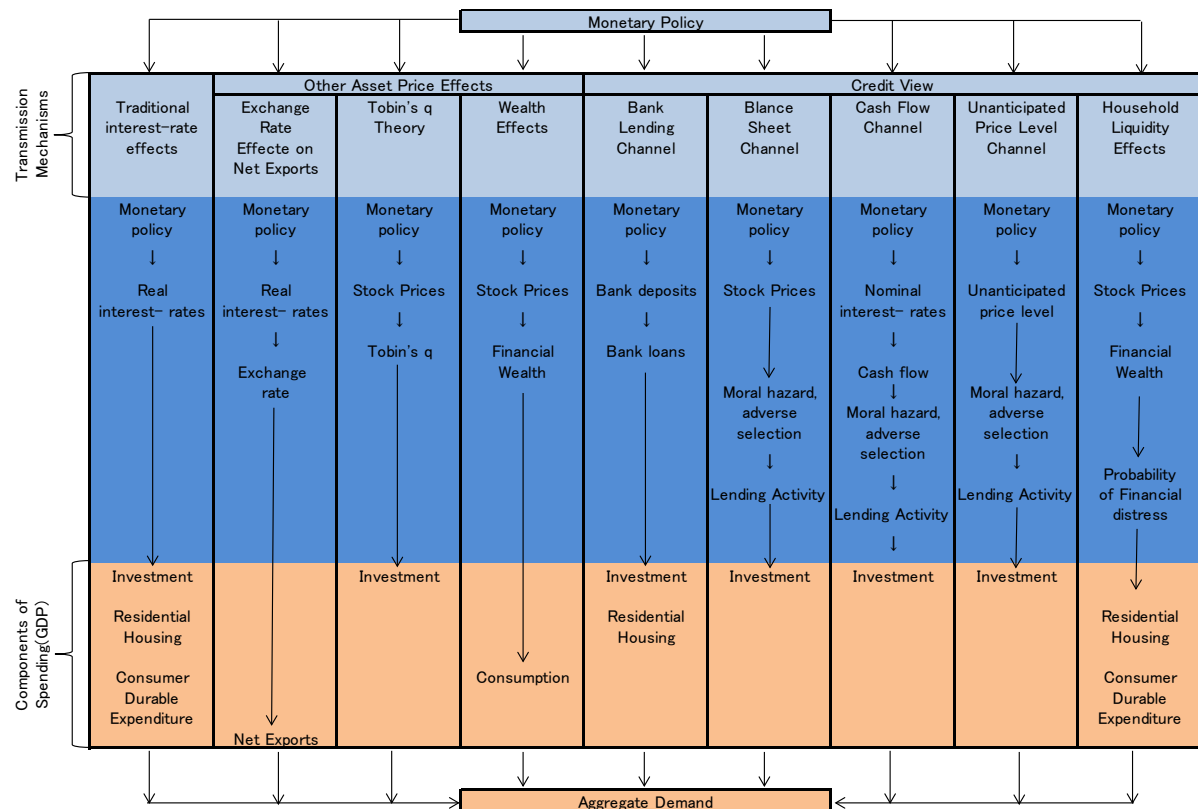 Monetary Policy
Transmission
Mechanisms
Other Asset Price Effects
Credit View
Traditional
interest-rate
effects
Exchange
Rate
Effecte on
Net Exports
Tobin's q
Theory
Wealth
Effects
Bank
Lending
Channel
Blance
Sheet
Channel
Cash Flow
Channel
Unanticipated
Price Level
Channel
Household
Liquidity
Effects
Monetary
policy
↓
Real
interest- rates
Monetary
policy
↓
Real
interest- rates
↓
Exchange
rate
Monetary
policy
↓
Stock Prices
↓
Tobin's q
Monetary
policy
↓
Stock Prices
↓
Financial
Wealth
Monetary
policy
↓
Bank deposits
↓
Bank loans
Monetary
policy
↓
Stock Prices
Moral hazard,
adverse
selection
↓
Lending Activity
Monetary
policy
↓
Nominal
interest- rates
↓
Cash flow
↓
Moral hazard,
adverse
selection
↓
Lending Activity
↓
Monetary
policy
↓
Unanticipated
price level
Moral hazard,
adverse
selection
↓
Lending Activity
Monetary
policy
↓
Stock Prices
↓
Financial
Wealth
Probability
of Financial
distress
Components of
Spending(GDP)
Investment
Residential
Housing
Consumer
Durable
Expenditure
Net Exports
Investment
Consumption
Investment
Residential
Housing
Investment
Investment
Investment
Residential
Housing
Consumer
Durable
Expenditure
Aggregate Demand